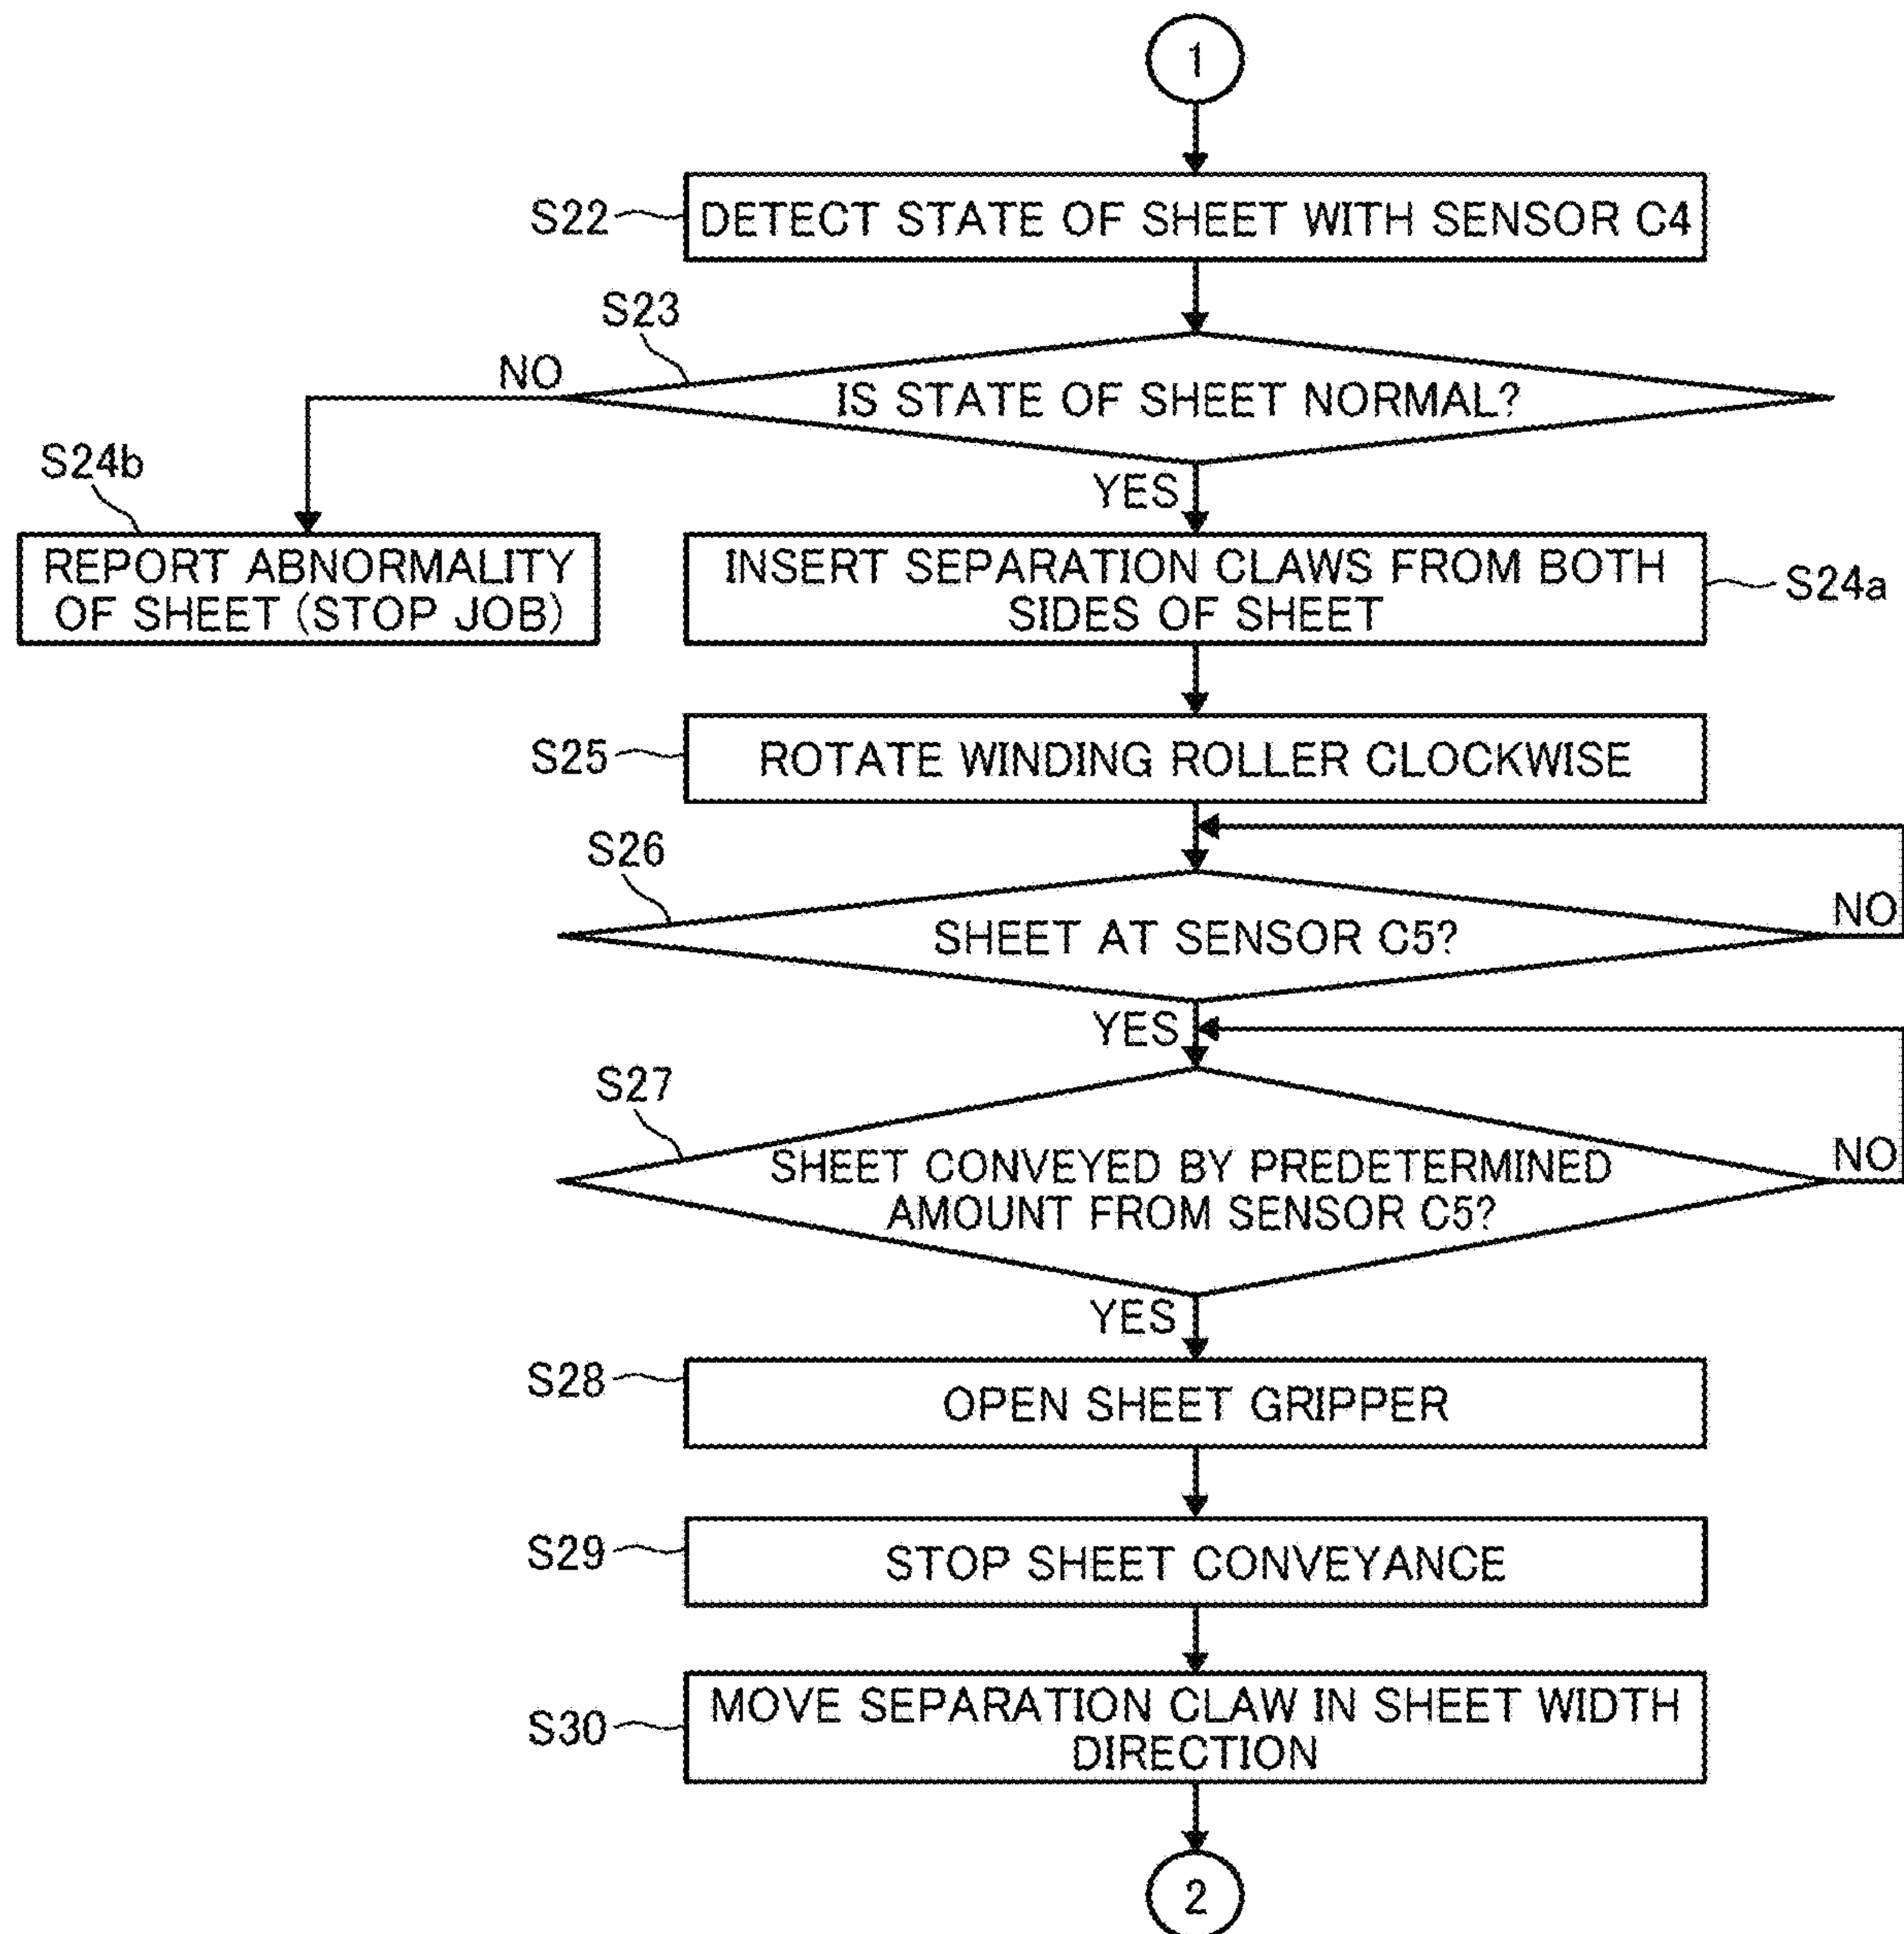 1
S22
DETECT STATE OF SHEET WITH SENSOR C4
S23
NO
IS STATE OF SHEET NORMAL?
S24b
YES
REPORT ABNORMALITY
OF SHEET (STOP JOB)
INSERT SEPARATION CLAWS FROM BOTH
SIDES OF SHEET
S24a
S25
ROTATE WINDING ROLLER CLOCKWISE
S26
NO
SHEET AT SENSOR C5?
YES
S27
NO
SHEET CONVEYED BY PREDETERMINED
AMOUNT FROM SENSOR C5?
YES
S28
OPEN SHEET GRIPPER
S29
STOP SHEET CONVEYANCE
S30
MOVE SEPARATION CLAW IN SHEET WIDTH
DIRECTION
2